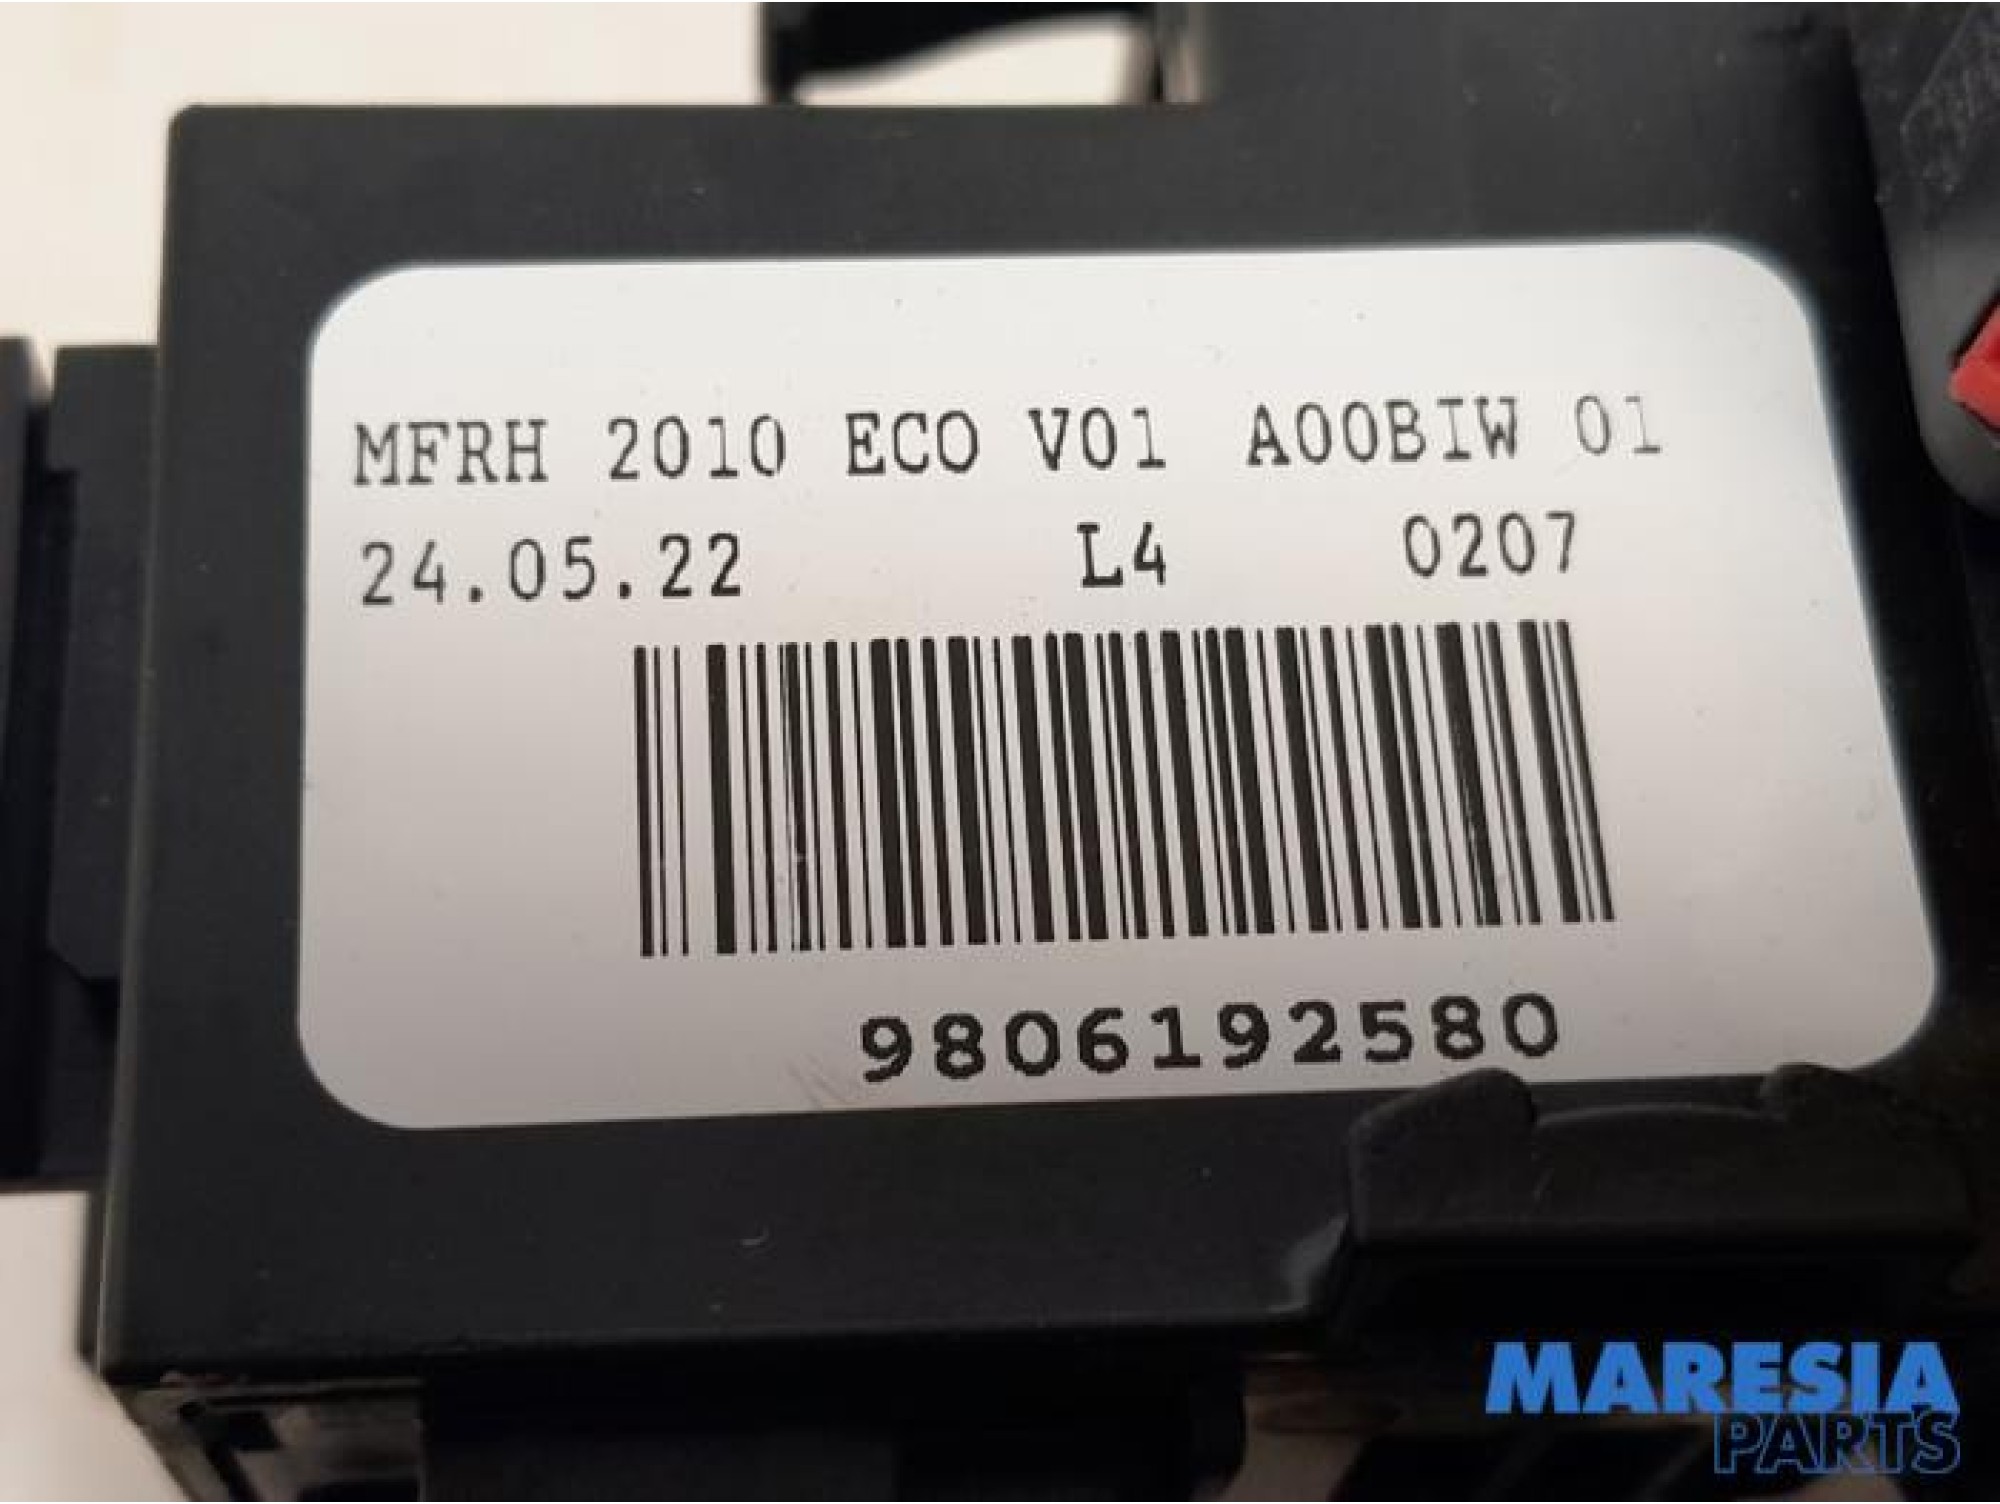 MFRH 2010 ECO V01 A00BIW 01
24.05.22 L4 0207
9806192580
MARESIA
PARTS